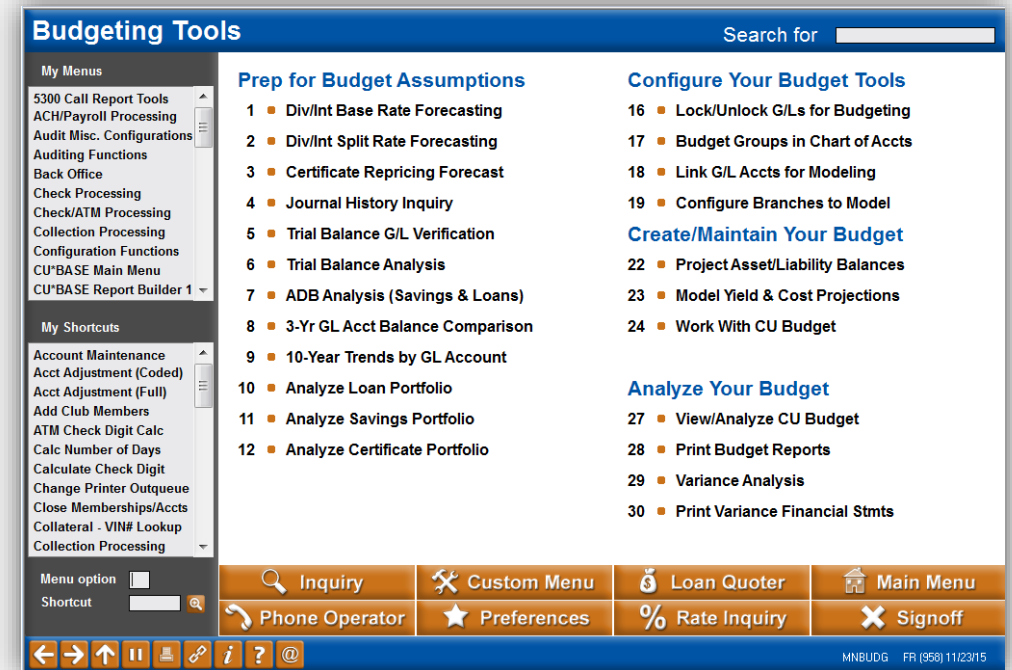 Budgeting Tools
Search for
My Menus
5300 Call Report Tools
ACH/Payroll Processing
Audit Misc. Configurations
Auditing Functions
Back Office
Check Processing
Check/ATM Processing
Collection Processing
Configuration Functions
CU*BASE Main Menu
CU*BASE Report Builder 1
My Shortcuts
Account Maintenance
Acct Adjustment (Coded)
Acct Adjustment (Full)
Add Club Members
ATM Check Digit Calc
Calc Number of Days
Calculate Check Digit
Change Printer Outqueue
Close Memberships/Accts
Collateral - VIN# Lookup
Collection Processing
Menu option
Shortcut
Prep for Budget Assumptions
1 Div/Int Base Rate Forecasting
2 Div/Int Split Rate Forecasting
3 Certificate Repricing Forecast
4 Journal History Inquiry
5 Trial Balance G/L Verification
6 Trial Balance Analysis
7 ADB Analysis (Savings & Loans)
8 3-Yr GL Acct Balance Comparison
9 10-Year Trends by GL Account
10 Analyze Loan Portfolio
11 Analyze Savings Portfolio
12 Analyze Certificate Portfolio
Configure Your Budget Tools
16 Lock/Unlock G/Ls for Budgeting
17 Budget Groups in Chart of Accts
18 Link G/L Accts for Modeling
19 Configure Branches to Model
Create/Maintain Your Budget
22 Project Asset/Liability Balances
23 Model Yield & Cost Projections
24 Work With CU Budget
Analyze Your Budget
27 View/Analyze CU Budget
28 Print Budget Reports
29 Variance Analysis
30 Print Variance Financial Stmts
Inquiry
Custom Menu
$ Loan Quoter
Main Menu
Phone Operator
Preferences
% Rate Inquiry
Signoff
i ? @
MNBUDG FR (958) 11/23/15